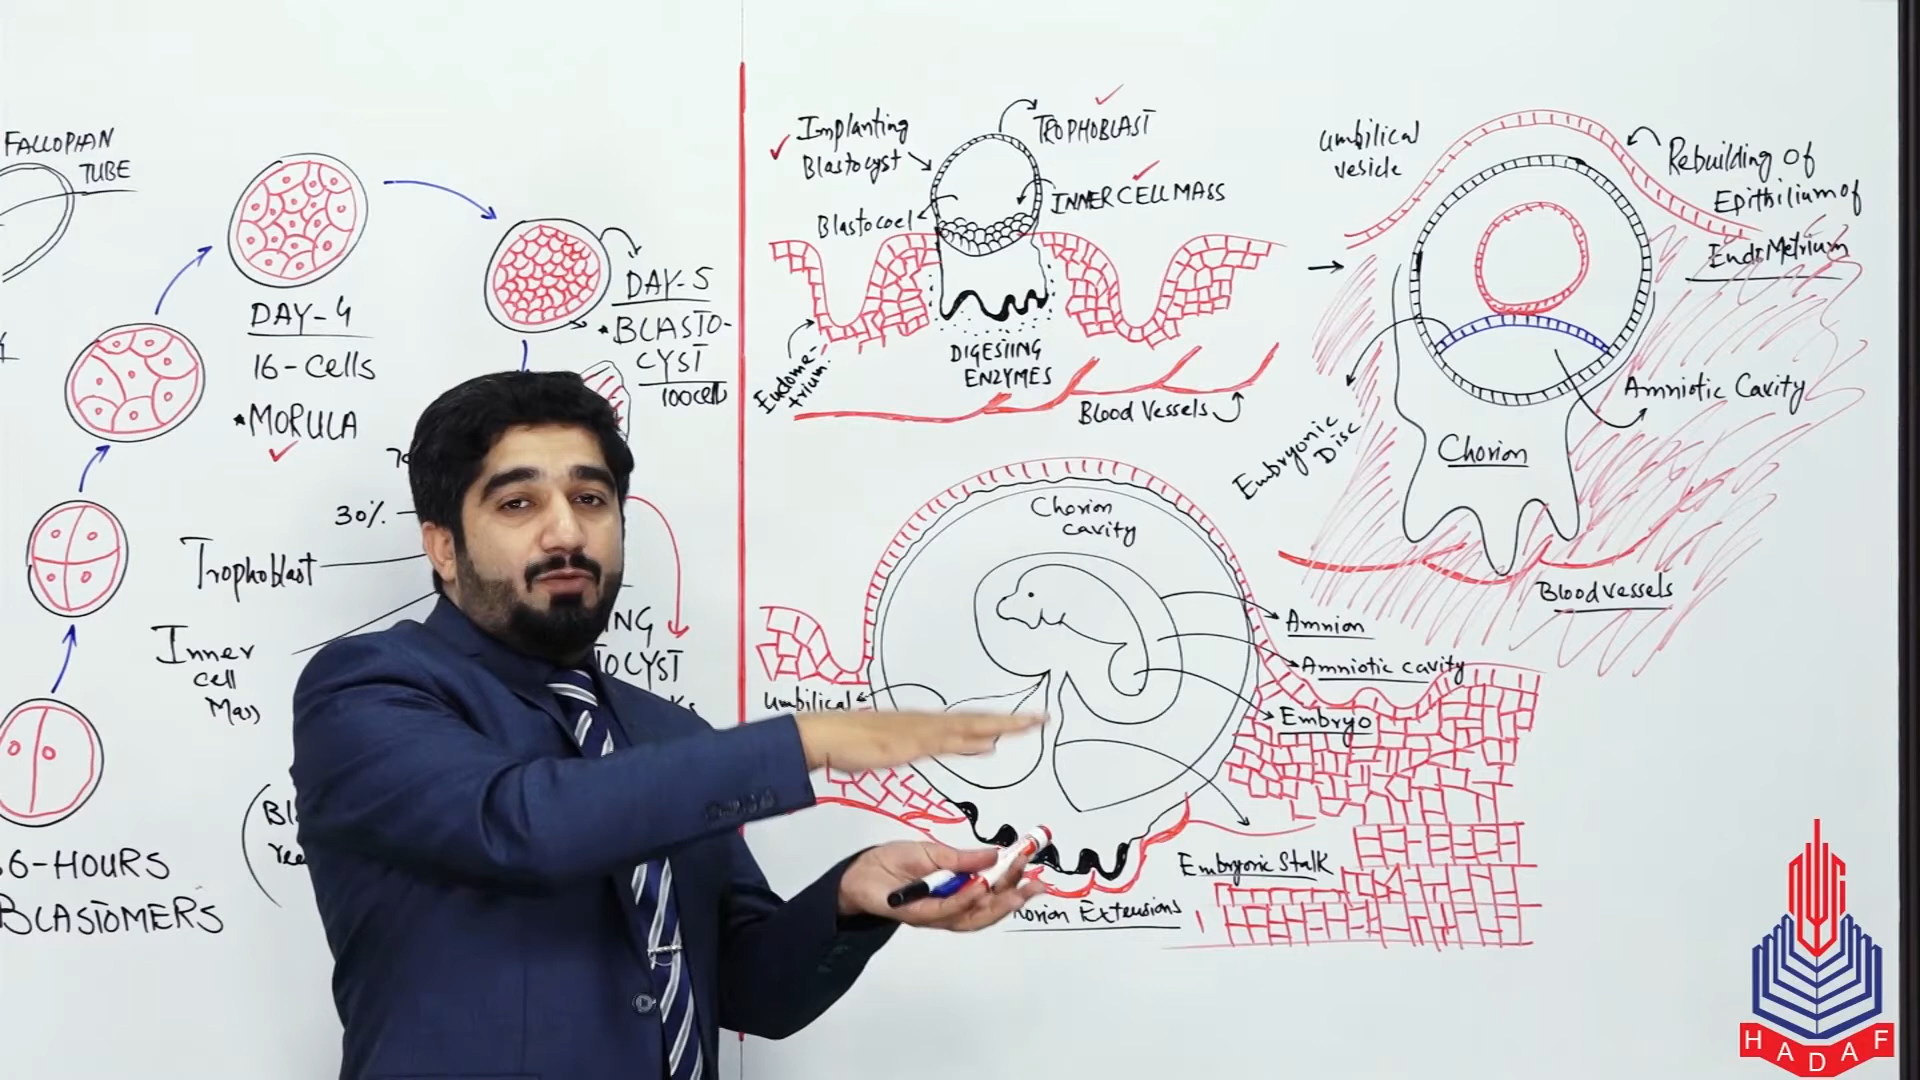 FALLOPIAN
TUBE
DAY-4
16-Cells
*MORULA
DAY-5
*BLASTO-
CYST
100cells
30%
Trophoblast
Inner
cell
Mass
6-HOURS
BLASTOMERS
Implanting
Blastocyst
TROPHOBLAST
INNER CELL MASS
Blastocoel
DIGESTING
ENZYMES
Endome-
trium.
Blood Vessels
umbilical
vesicle
Rebuilding of
Epithilium of
EndoMetrium
Embryonic
Disc
Amniotic Cavity
Chorion
Blood vessels
Chorion
cavity
Amnion
Amniotic cavity
Embryo
Umbilical
Embryonic Stalk
Extensions
HADAF